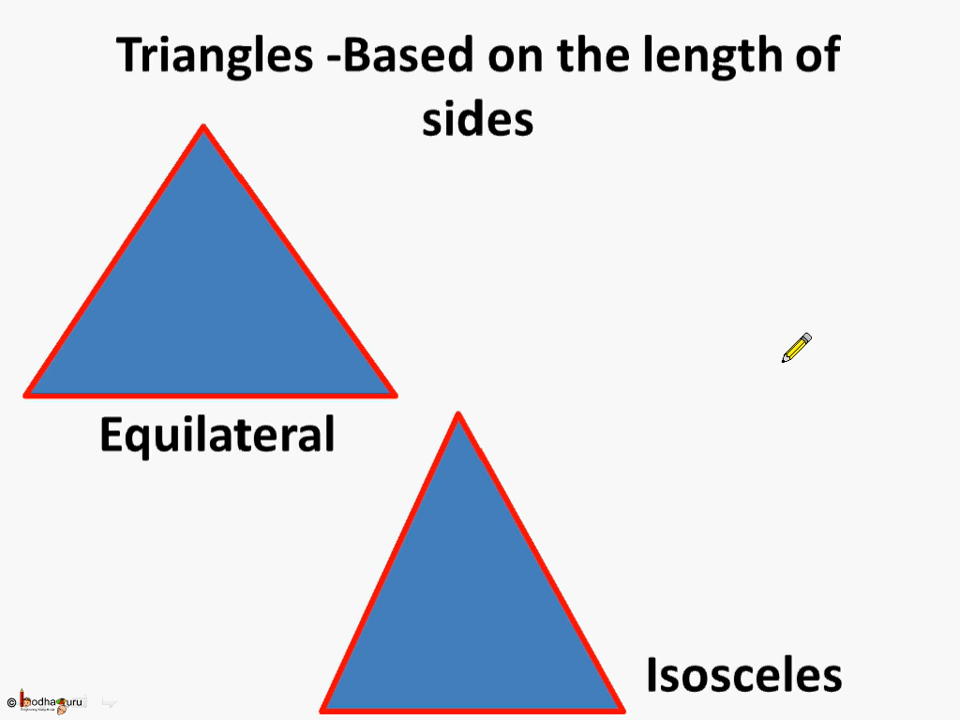 Triangles -Based on the length of
sides
Equilateral
Isosceles
©